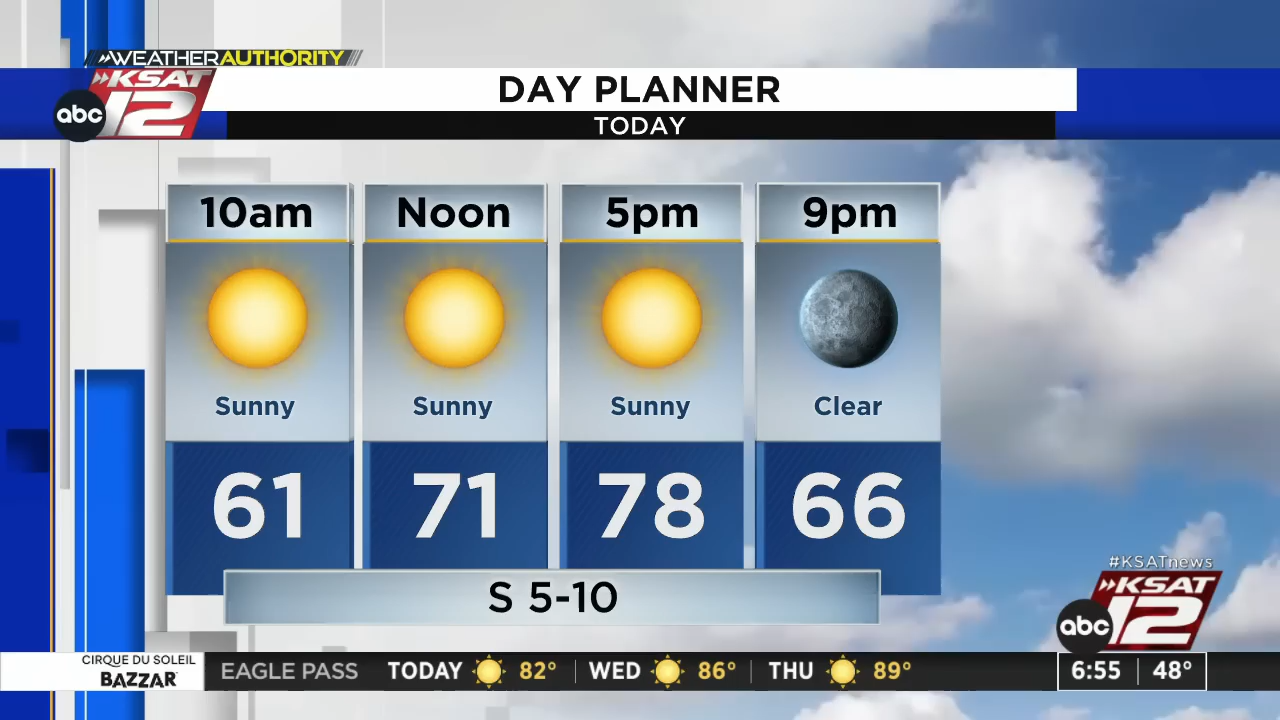 WEATHERAUTHORITY
KSAT
abc 12
DAY PLANNER
TODAY
10am Noon 5pm 9pm
Sunny Sunny Sunny Clear
61 71 78 66
S 5-10
#KSATnews
KSAT
abc 12
CIRQUE DU SOLEIL
BAZZAR
EAGLE PASS TODAY 82° WED 86° THU 89° 6:55 48°